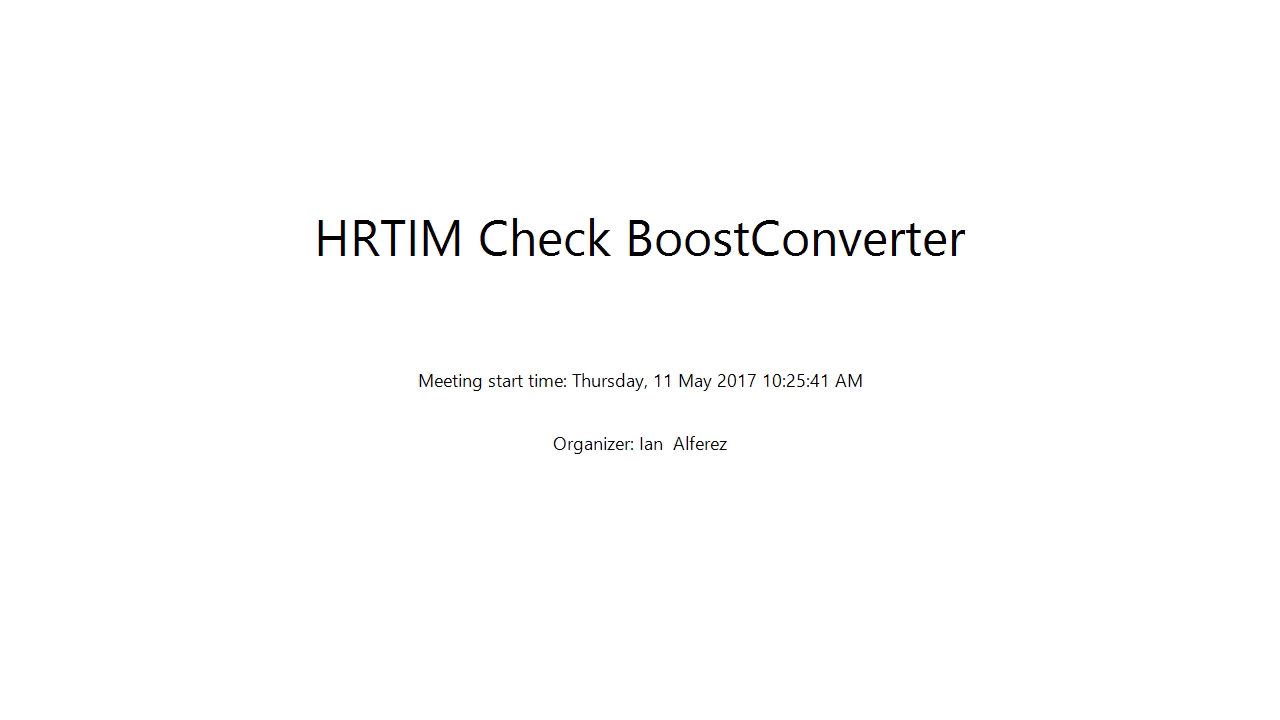 HRTIM Check BoostConverter
Meeting start time: Thursday, 11 May 2017 10:25:41 AM
Organizer: Ian  Alferez